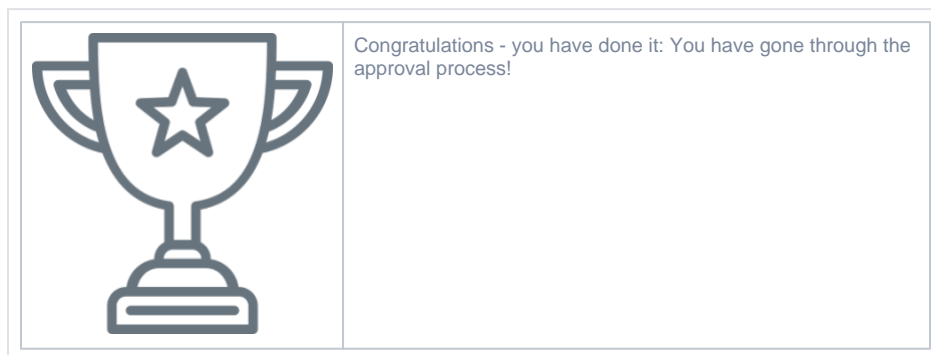 Congratulations - you have done it: You have gone through the
approval process!